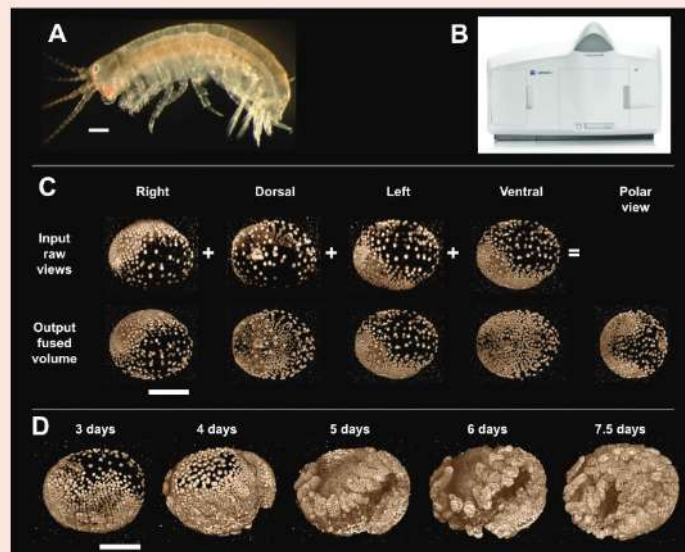 A
B
C
Right
Dorsal
Left
Ventral
Polar
view
Input
raw
views
+
+
+
=
Output
fused
volume
D
3 days
4 days
5 days
6 days
7.5 days